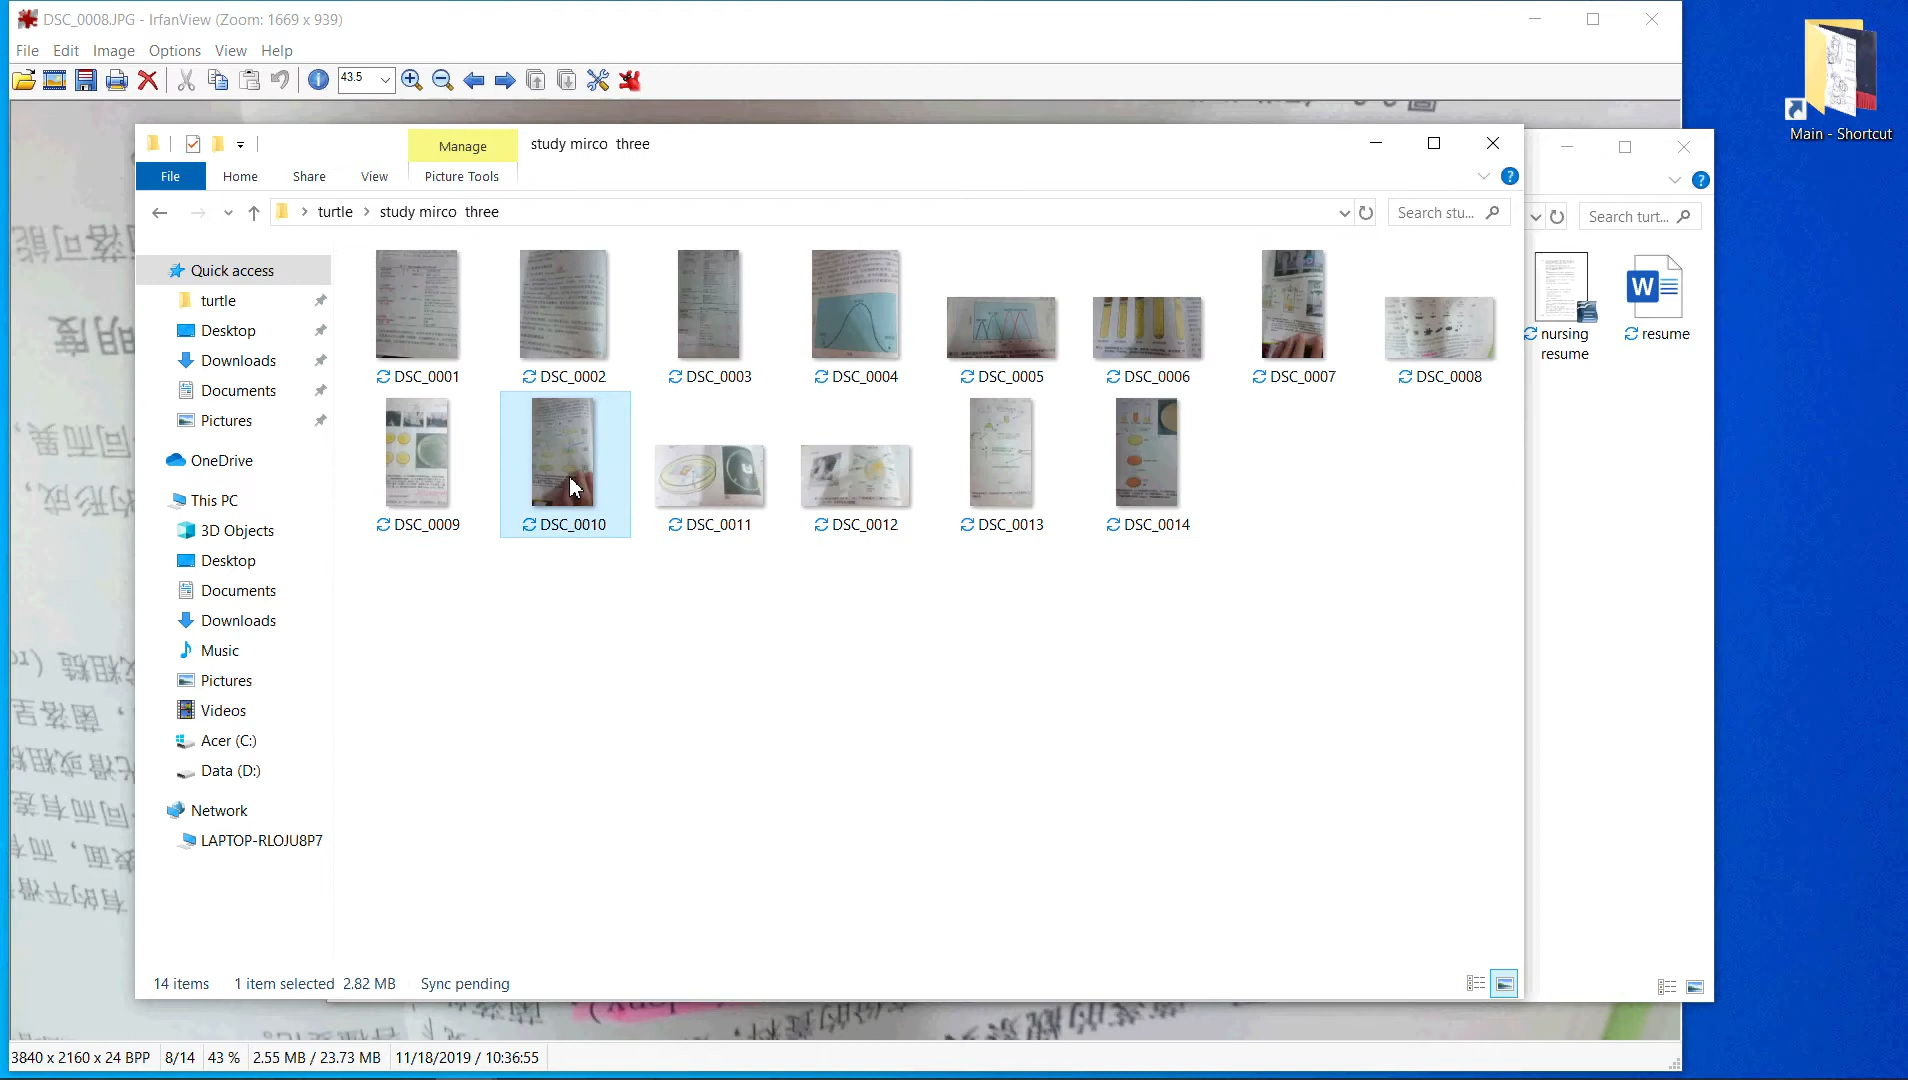 DSC_0008.JPG - IrfanView (Zoom: 1669 x 939)
File Edit Image Options View Help
43.5
Main - Shortcut
Manage
study mirco three
File Home Share View Picture Tools
turtle study mirco three
Search stu...
Search turt...
Quick access
turtle
Desktop
Downloads
Documents
Pictures
OneDrive
This PC
3D Objects
Desktop
Documents
Downloads
Music
Pictures
Videos
Acer (C:)
Data (D:)
Network
LAPTOP-RLOJU8P7
DSC_0001 DSC_0002 DSC_0003 DSC_0004 DSC_0005 DSC_0006 DSC_0007 DSC_0008
DSC_0009 DSC_0010 DSC_0011 DSC_0012 DSC_0013 DSC_0014
nursing resume
resume
14 items 1 item selected 2.82 MB Sync pending
3840 x 2160 x 24 BPP 8/14 43 % 2.55 MB / 23.73 MB 11/18/2019 / 10:36:55